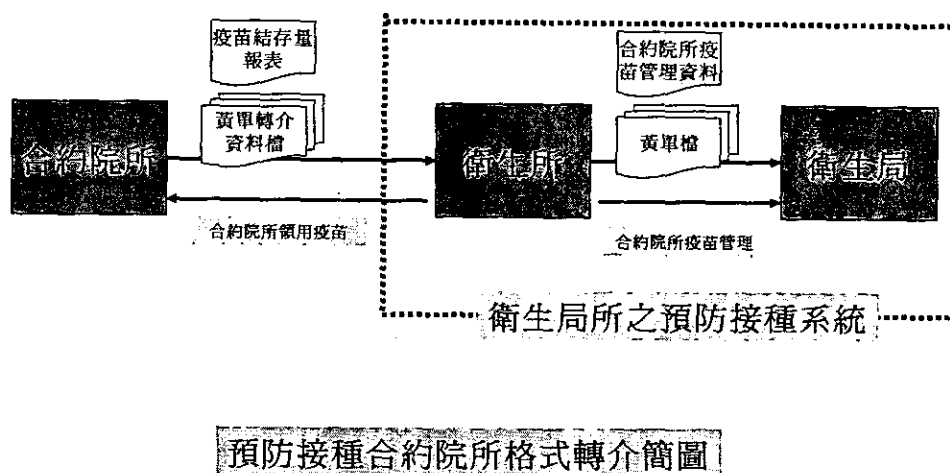 疫苗結存量
報表
合約院所疫
苗管理資料
合約院所
黃單轉介
資料檔
衛生所
黃單檔
衛生局
合約院所領用疫苗
合約院所疫苗管理
衛生局所之預防接種系統
預防接種合約院所格式轉介簡圖